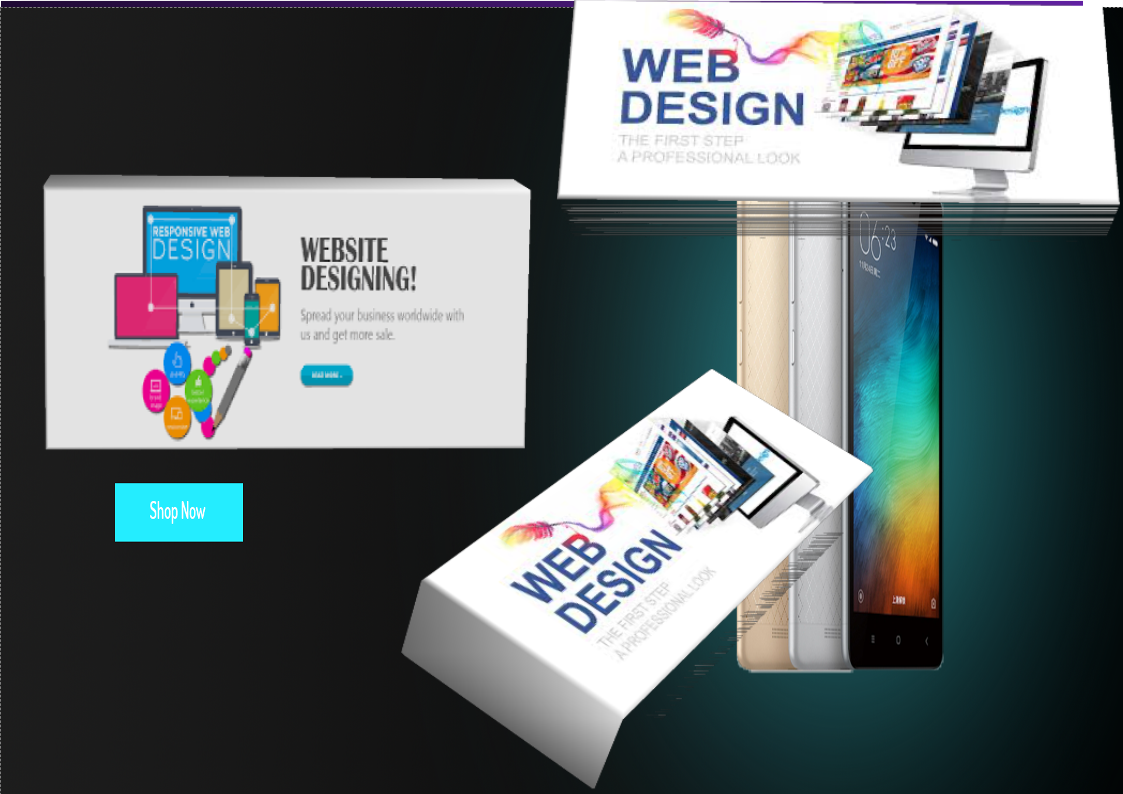 WEB
DESIGN
THE FIRST STEP
A PROFESSIONAL LOOK
RESPONSIVE WEB
DESIGN
WEBSITE
DESIGNING!
Spread your business worldwide with
us and get more sale.
READ MORE
06:23
Shop Now
WEB
DESIGN
THE FIRST STEP
A PROFESSIONAL LOOK